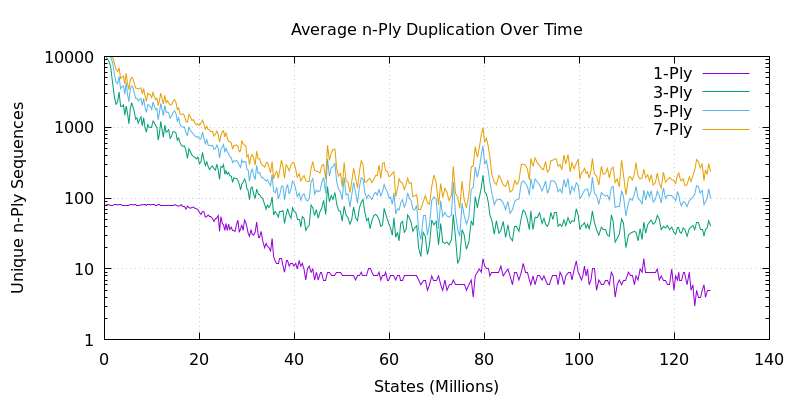 Average n-Ply Duplication Over Time
Unique n-Ply Sequences
10000
1000
100
10
1
1-Ply
3-Ply
5-Ply
7-Ply
0 20 40 60 80 100 120 140
States (Millions)